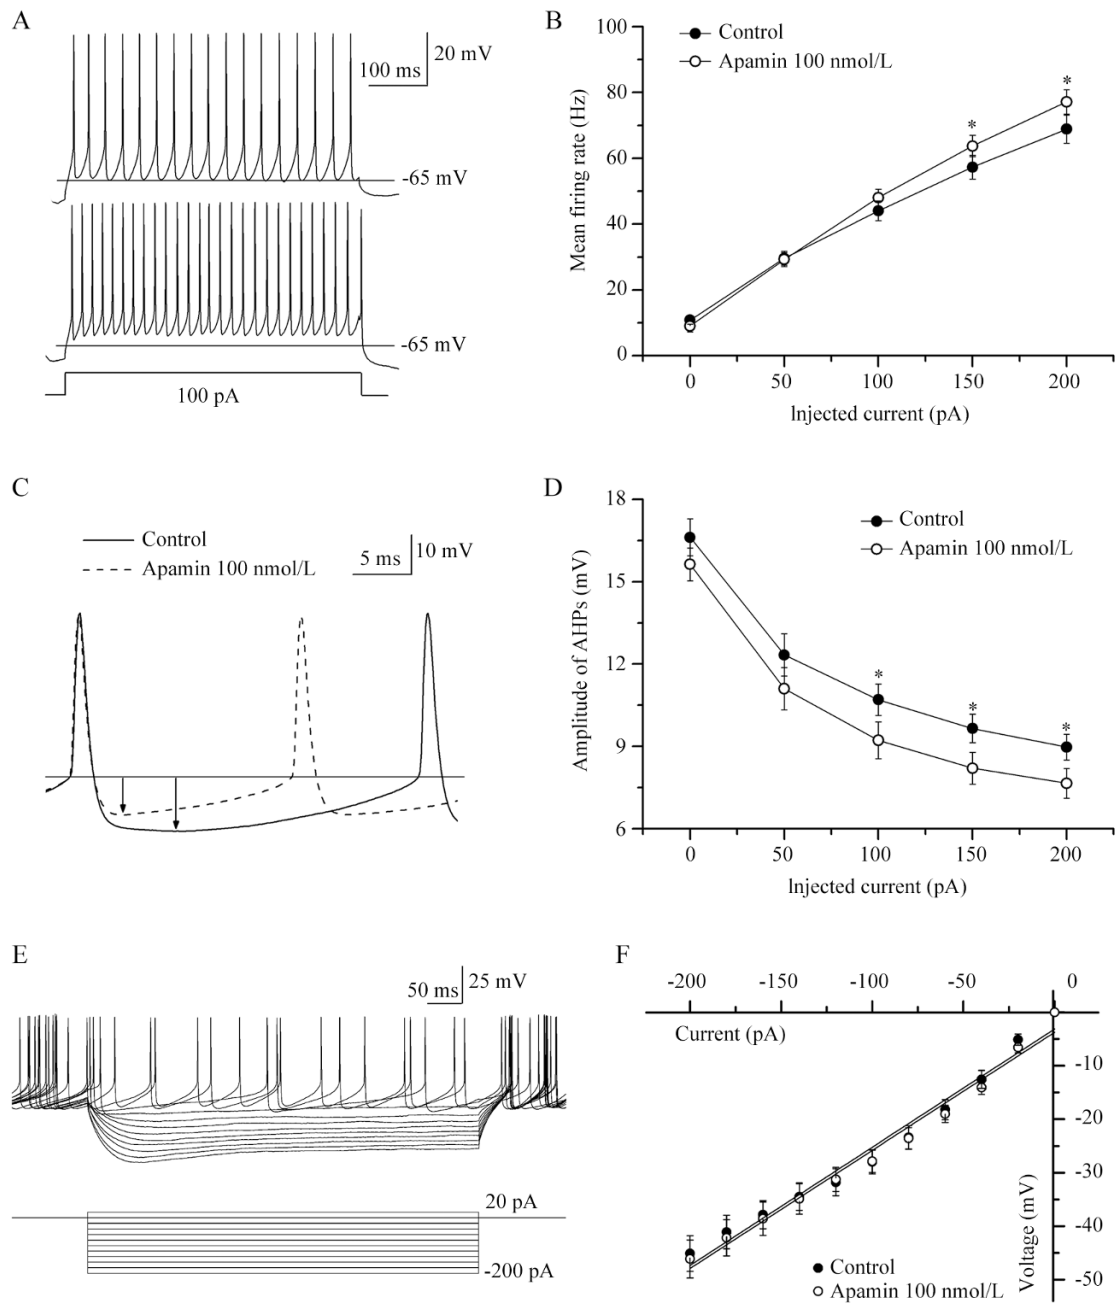 A
20 mV
100 ms
-65 mV
-65 mV
100 pA
B
Control
Apamin 100 nmol/L
100
80
60
40
20
0
Mean firing rate (Hz)
*
*
0
50
100
150
200
Injected current (pA)
C
Control
Apamin 100 nmol/L
5 ms
10 mV
D
Control
Apamin 100 nmol/L
18
15
12
9
6
Amplitude of AHPs (mV)
*
*
*
0
50
100
150
200
Injected current (pA)
E
50 ms
25 mV
20 pA
-200 pA
F
-200
-150
-100
-50
0
Current (pA)
-10
-20
-30
-40
-50
Voltage (mV)
Control
Apamin 100 nmol/L